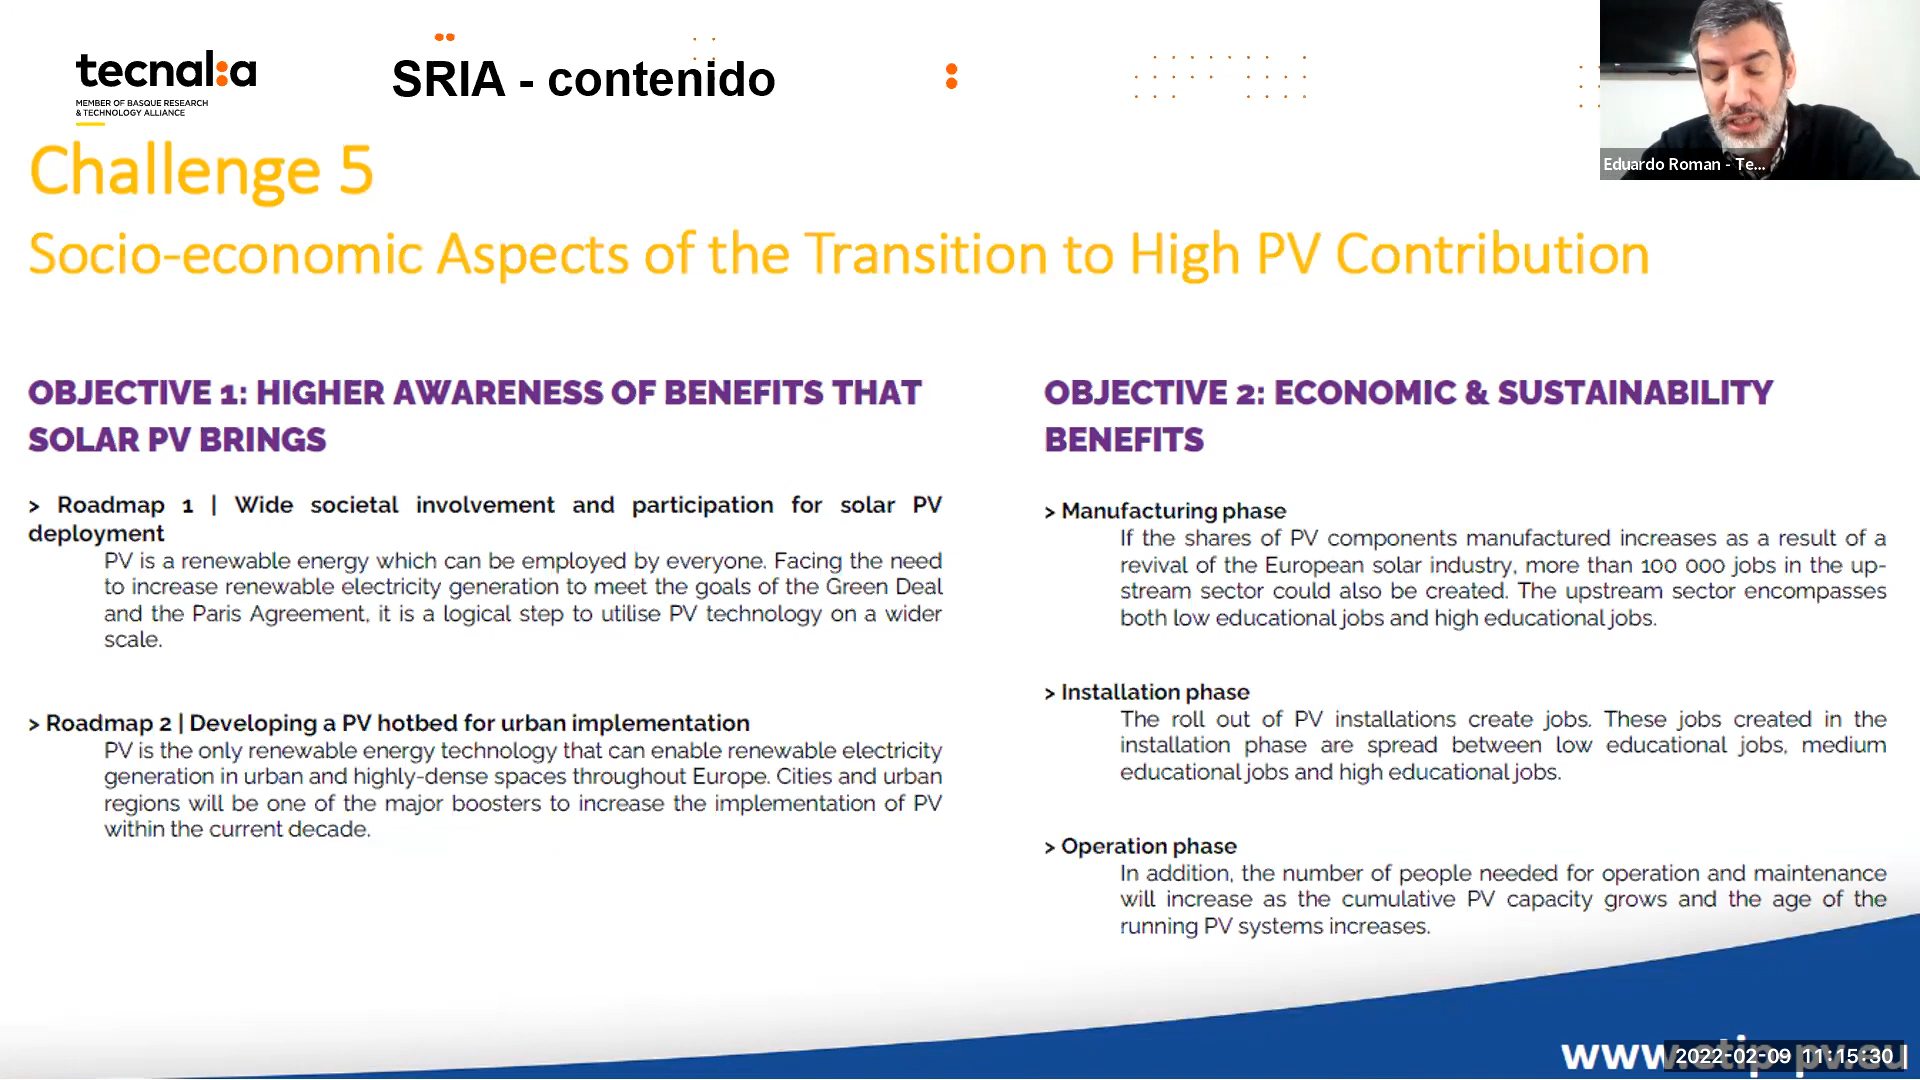 tecnalia
MEMBER OF BASQUE RESEARCH
& TECHNOLOGY ALLIANCE
SRIA - contenido
Eduardo Roman - Te...
Challenge 5
Socio-economic Aspects of the Transition to High PV Contribution
OBJECTIVE 1: HIGHER AWARENESS OF BENEFITS THAT
SOLAR PV BRINGS
> Roadmap 1 | Wide societal involvement and participation for solar PV
deployment
PV is a renewable energy which can be employed by everyone. Facing the need
to increase renewable electricity generation to meet the goals of the Green Deal
and the Paris Agreement, it is a logical step to utilise PV technology on a wider
scale.
> Roadmap 2 | Developing a PV hotbed for urban implementation
PV is the only renewable energy technology that can enable renewable electricity
generation in urban and highly-dense spaces throughout Europe. Cities and urban
regions will be one of the major boosters to increase the implementation of PV
within the current decade.
OBJECTIVE 2: ECONOMIC & SUSTAINABILITY
BENEFITS
> Manufacturing phase
If the shares of PV components manufactured increases as a result of a
revival of the European solar industry, more than 100 000 jobs in the up-
stream sector could also be created. The upstream sector encompasses
both low educational jobs and high educational jobs.
> Installation phase
The roll out of PV installations create jobs. These jobs created in the
installation phase are spread between low educational jobs, medium
educational jobs and high educational jobs.
> Operation phase
In addition, the number of people needed for operation and maintenance
will increase as the cumulative PV capacity grows and the age of the
running PV systems increases.
www.etip-pv.eu
2022-02-09 11:15:30